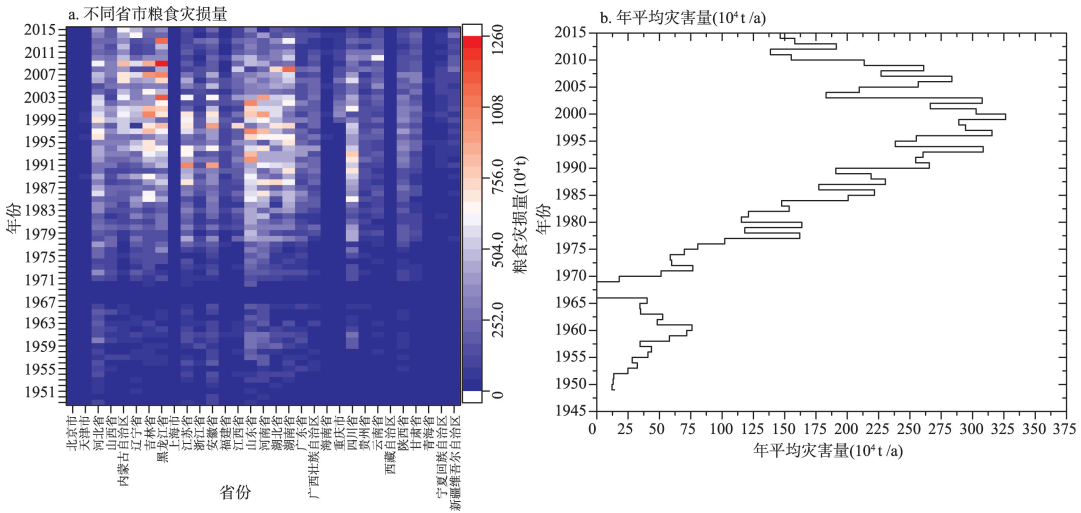 a. 不同省市粮食灾损量
2015
2011
2007
2003
1999
1995
1991
1987
1983
1979
1975
1971
1967
1963
1959
1955
1951
年份
北京市
天津市
河北省
山西省
内蒙古自治区
辽宁省
吉林省
黑龙江省
上海市
江苏省
浙江省
安徽省
福建省
江西省
山东省
河南省
湖北省
湖南省
广东省
广西壮族自治区
海南省
重庆市
四川省
贵州省
云南省
西藏自治区
陕西省
甘肃省
青海省
宁夏回族自治区
新疆维吾尔自治区
省份
1260
1008
756.0
504.0
252.0
0
粮食灾损量(10⁴t)
b. 年平均灾害量(10⁴t /a)
2015
2010
2005
2000
1995
1990
1985
1980
1975
1970
1965
1960
1955
1950
1945
年份
0 25 75 125 175 225 275 325 375
年平均灾害量(10⁴t /a)